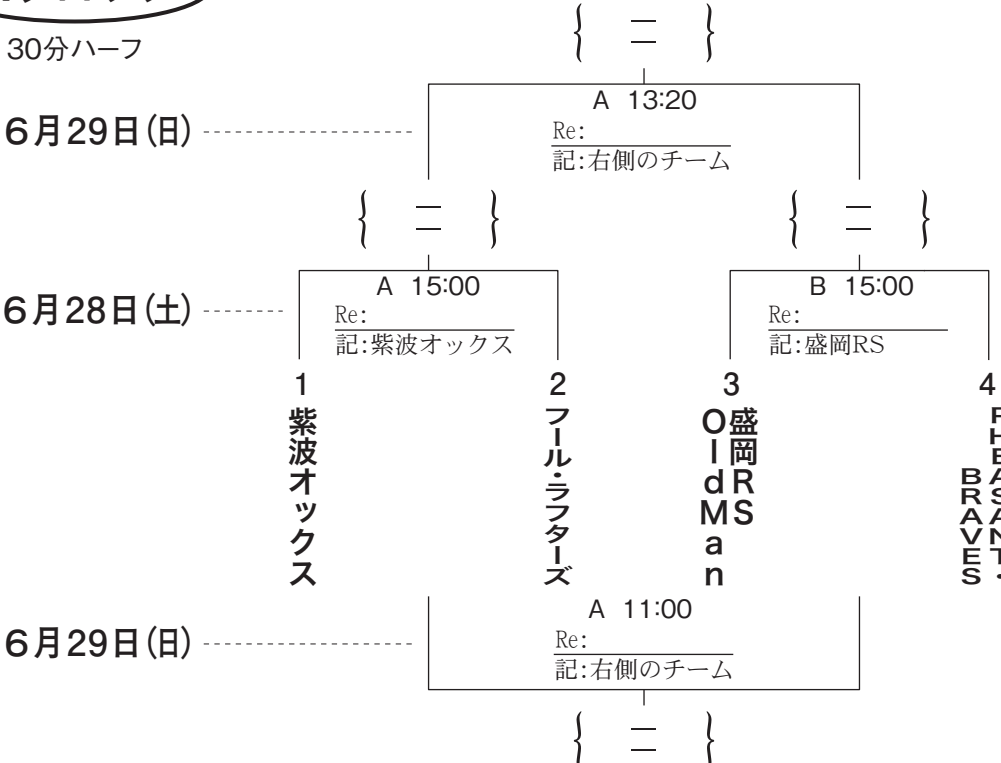 30分ハーフ
A 13:20
6月29日(日)
Re:
記:右側のチーム
A 15:00
B 15:00
6月28日(土)
Re:
Re:
記:紫波オックス
記:盛岡RS
1
2
3
4
紫波オックス
フール・ラフターズ
盛岡RS
OldMan
BRAVES
A 11:00
6月29日(日)
Re:
記:右側のチーム